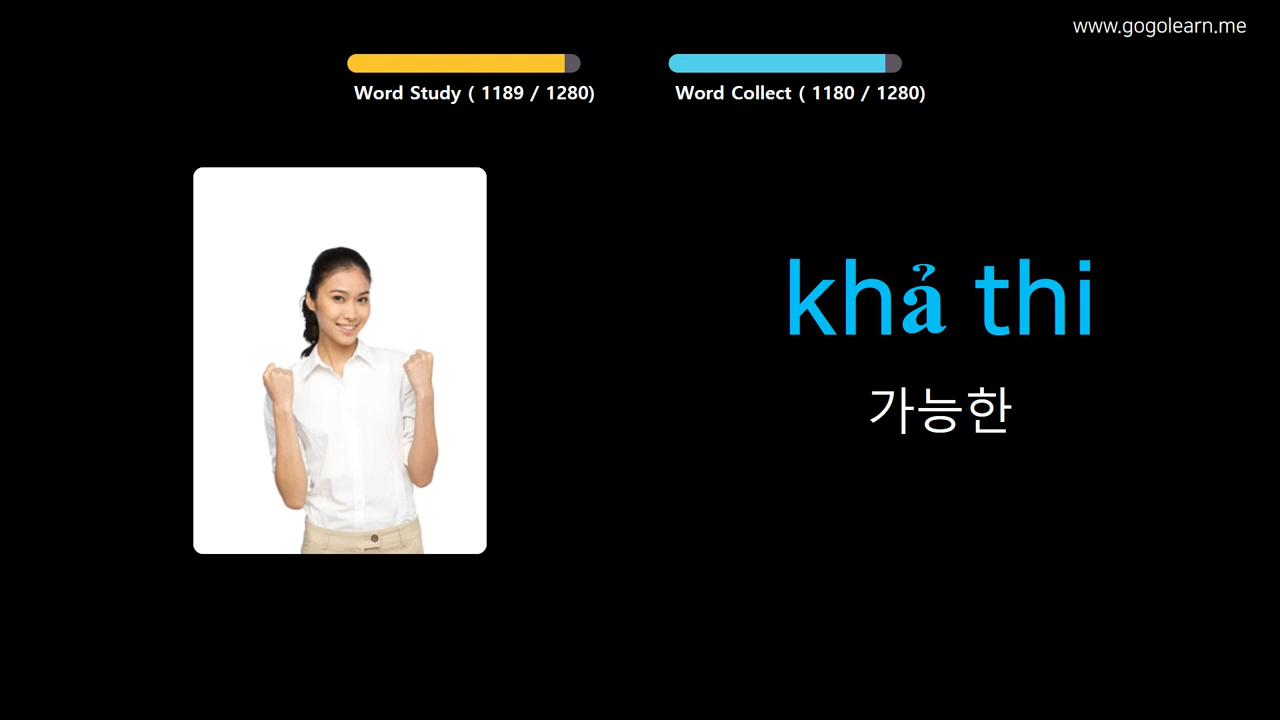 www.gogolearn.me
Word Study ( 1189 / 1280)
Word Collect ( 1180 / 1280)
khả thi
가능한